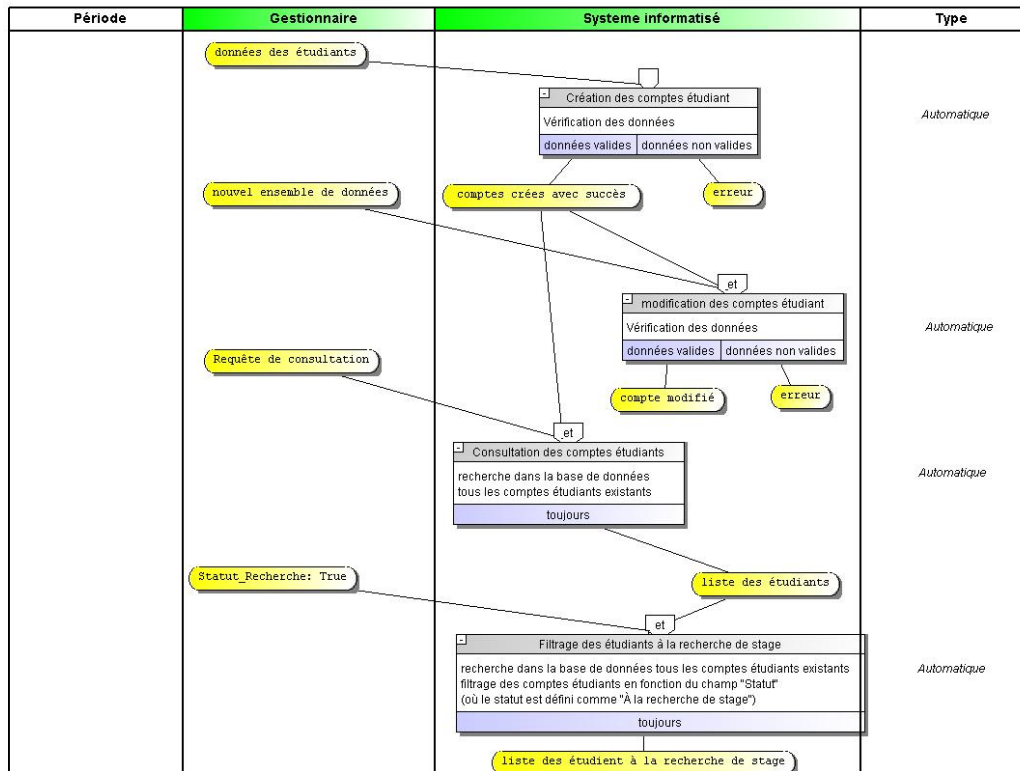 Période Gestionnaire Systeme informatisé Type
données des étudiants
Création des comptes étudiant
Automatique
Vérification des données
données valides données non valides
nouvel ensemble de données comptes crées avec succès erreur
et
modification des comptes étudiant
Vérification des données
Automatique
données valides données non valides
Requête de consultation
compte modifié erreur
et
Consultation des comptes étudiants
recherche dans la base de données
Automatique
tous les comptes étudiants existants
toujours
Statut_Recherche: True liste des étudiants
et
Filtrage des étudiants à la recherche de stage
recherche dans la base de données tous les comptes étudiants existants
Automatique
filtrage des comptes étudiants en fonction du champ "Statut"
(où le statut est défini comme "À la recherche de stage")
toujours
liste des étudient à la recherche de stage